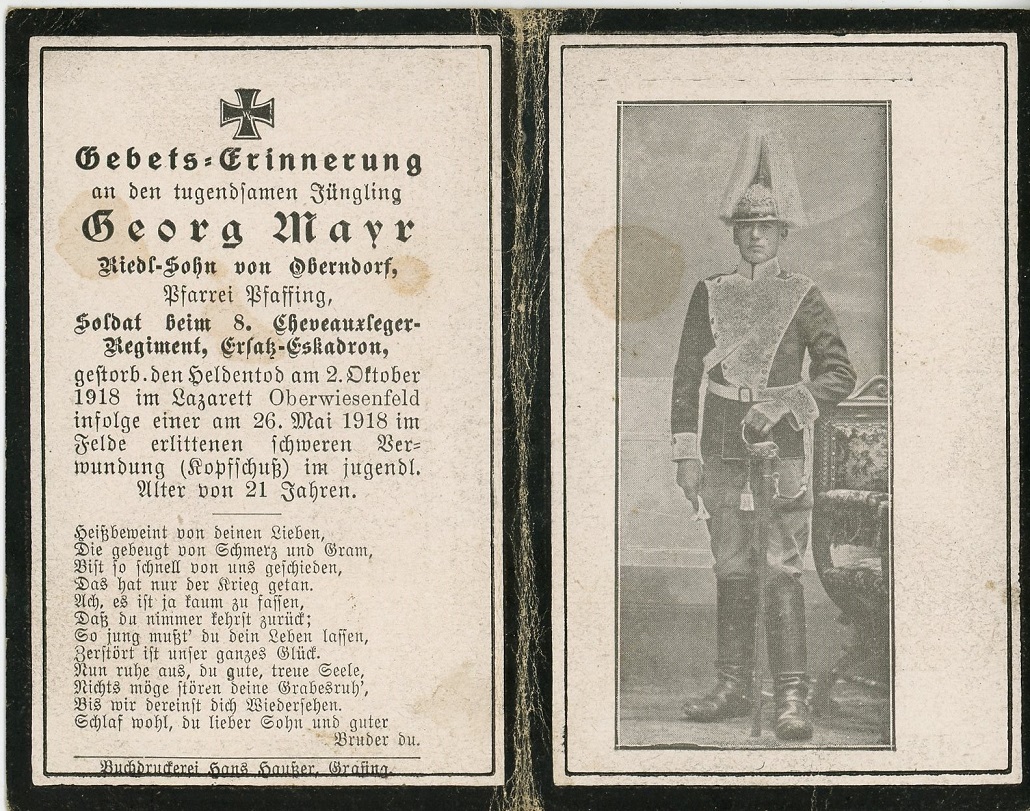 W
Gebets-Erinnerung
an den tugendsamen Jüngling
Georg Mayr
Riedl-Sohn von Oberndorf,
Pfarrei Pfaffing,
Soldat beim 8. Cheveauxleger-
Regiment, Ersatz-Eskadron,
gestorb. den Heldentod am 2. Oktober
1918 im Lazarett Oberwiesenfeld
infolge einer am 26. Mai 1918 im
Felde erlittenen schweren Ver-
wundung (Kopfschuß) im jugendl.
Alter von 21 Jahren.
Heißbeweint von deinen Lieben,
Die gebeugt von Schmerz und Gram,
Bist so schnell von uns geschieden,
Das hat nur der Krieg getan.
Ach, es ist ja kaum zu fassen,
Daß du nimmer kehrst zurück;
So jung mußt' du dein Leben lassen,
Zerstört ist unser ganzes Glück.
Nun ruhe aus, du gute, treue Seele,
Nichts möge stören deine Grabesruh',
Bis wir dereinst dich Wiedersehen.
Schlaf wohl, du lieber Sohn und guter
Bruder du.
Buchdruckerei Hans Haußer, Grafing.